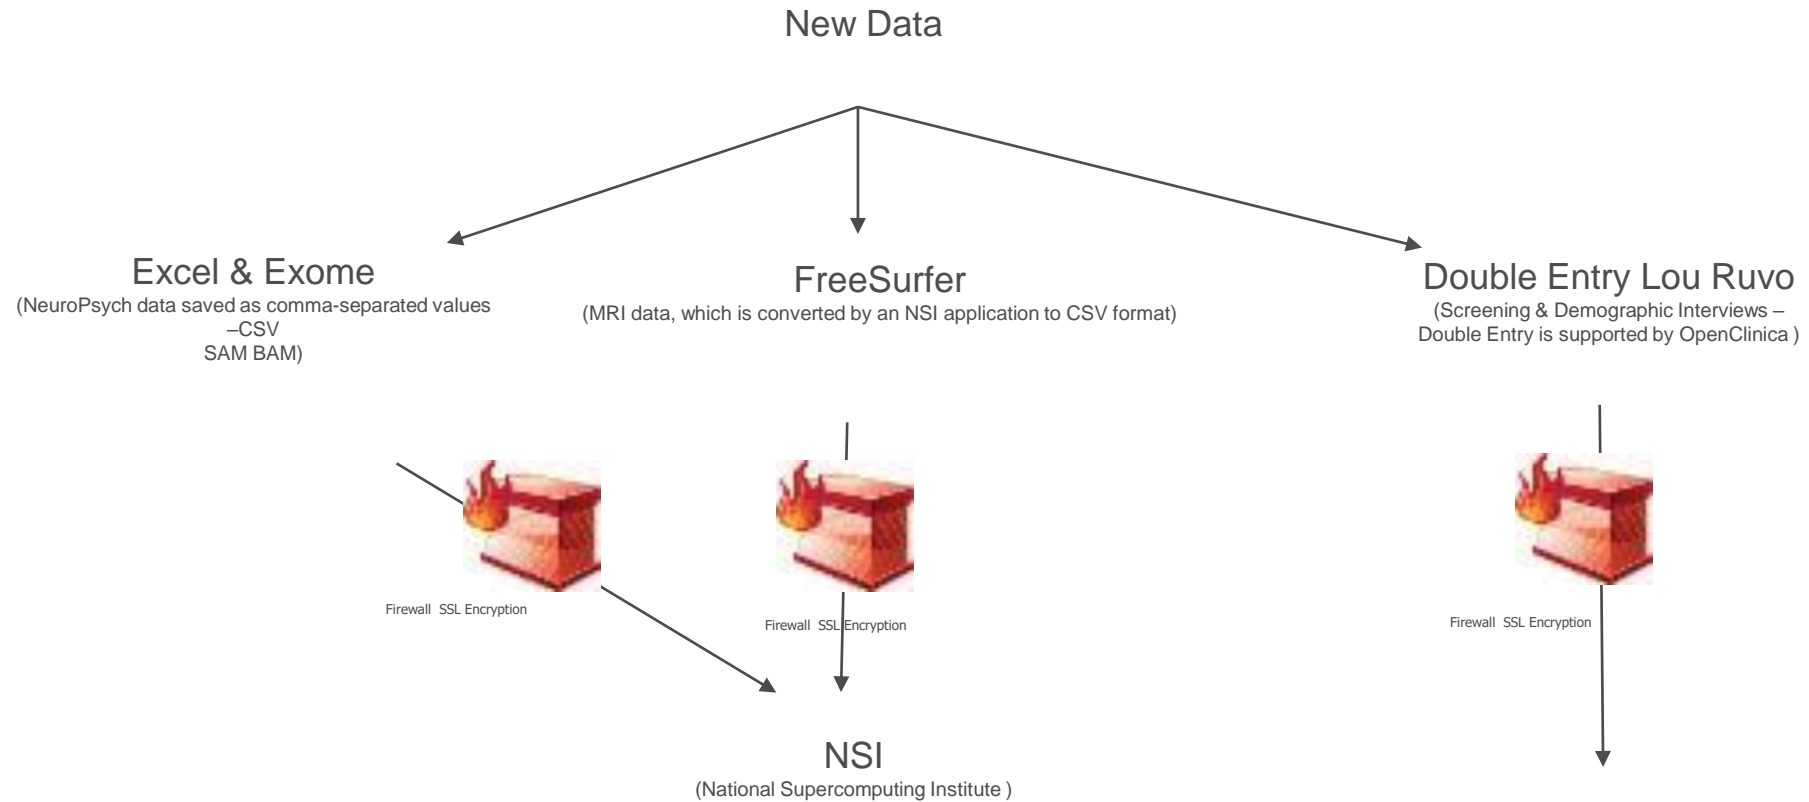 New Data
Excel & Exome
(NeuroPsych data saved as comma-separated values
–CSV
SAM BAM)
FreeSurfer
(MRI data, which is converted by an NSI application to CSV format)
Double Entry Lou Ruvo
(Screening & Demographic Interviews –
Double Entry is supported by OpenClinica )
Firewall SSL Encryption
Firewall SSL Encryption
Firewall SSL Encryption
NSI
(National Supercomputing Institute )